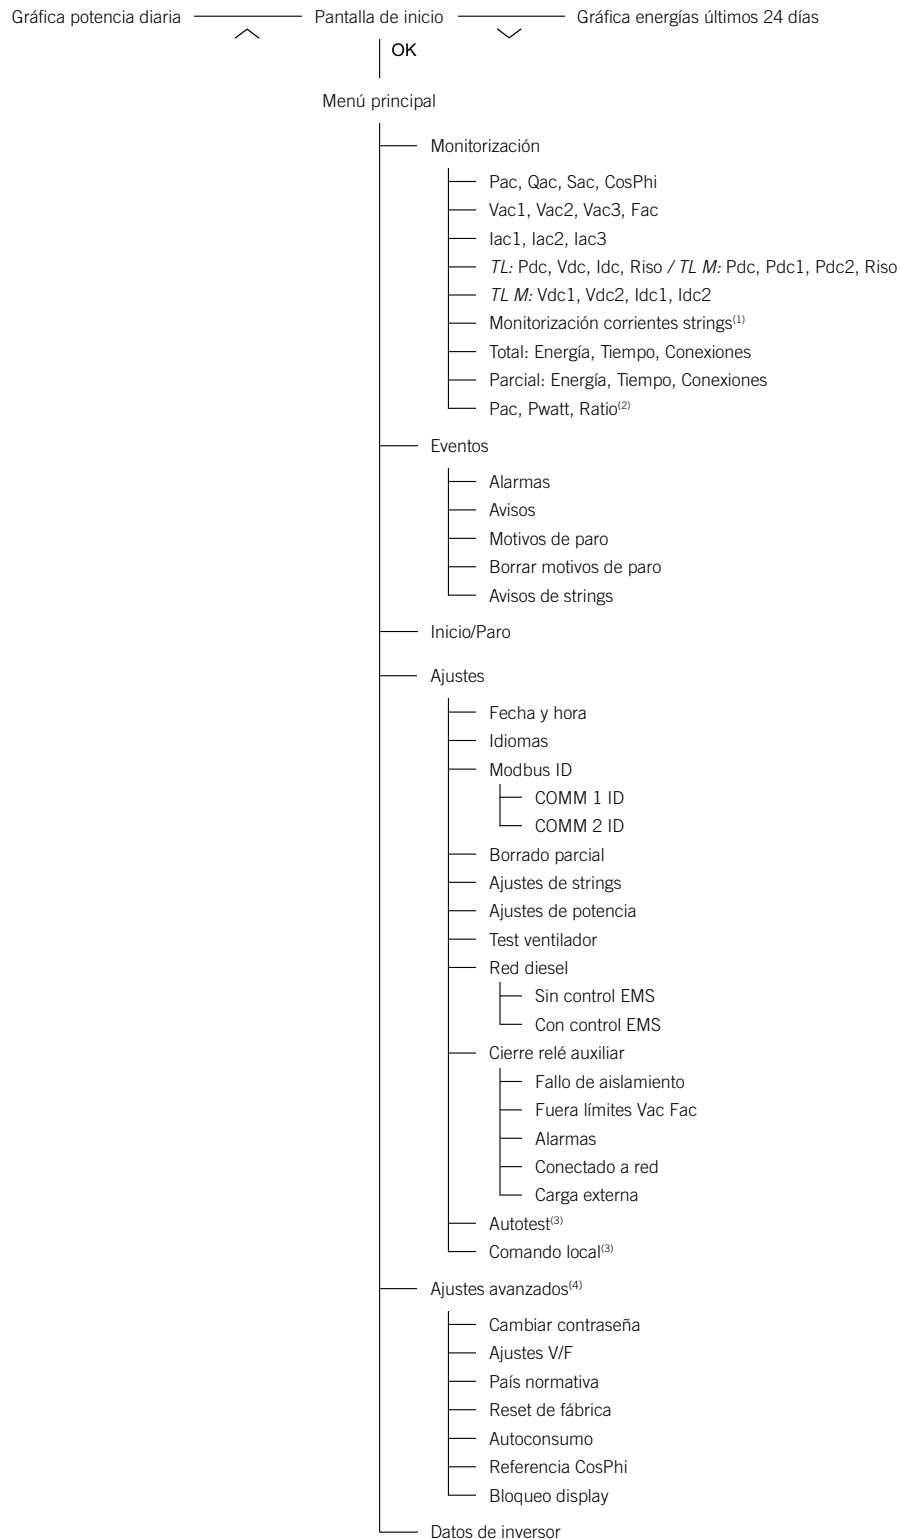 Gráfica potencia diaria Pantalla de inicio Gráfica energías últimos 24 días
OK
Menú principal
Monitorización
Pac, Qac, Sac, CosPhi
Vac1, Vac2, Vac3, Fac
Iac1, Iac2, Iac3
TL: Pdc, Vdc, Idc, Riso / TL M: Pdc, Pdc1, Pdc2, Riso
TL M: Vdc1, Vdc2, Idc1, Idc2
Monitorización corrientes strings(1)
Total: Energía, Tiempo, Conexiones
Parcial: Energía, Tiempo, Conexiones
Pac, Pwatt, Ratio(2)
Eventos
Alarmas
Avisos
Motivos de paro
Borrar motivos de paro
Avisos de strings
Inicio/Paro
Ajustes
Fecha y hora
Idiomas
Modbus ID
COMM 1 ID
COMM 2 ID
Borrado parcial
Ajustes de strings
Ajustes de potencia
Test ventilador
Red diesel
Sin control EMS
Con control EMS
Cierre relé auxiliar
Fallo de aislamiento
Fuera límites Vac Fac
Alarmas
Conectado a red
Carga externa
Autotest(3)
Comando local(3)
Ajustes avanzados(4)
Cambiar contraseña
Ajustes V/F
País normativa
Reset de fábrica
Autoconsumo
Referencia CosPhi
Bloqueo display
Datos de inversor